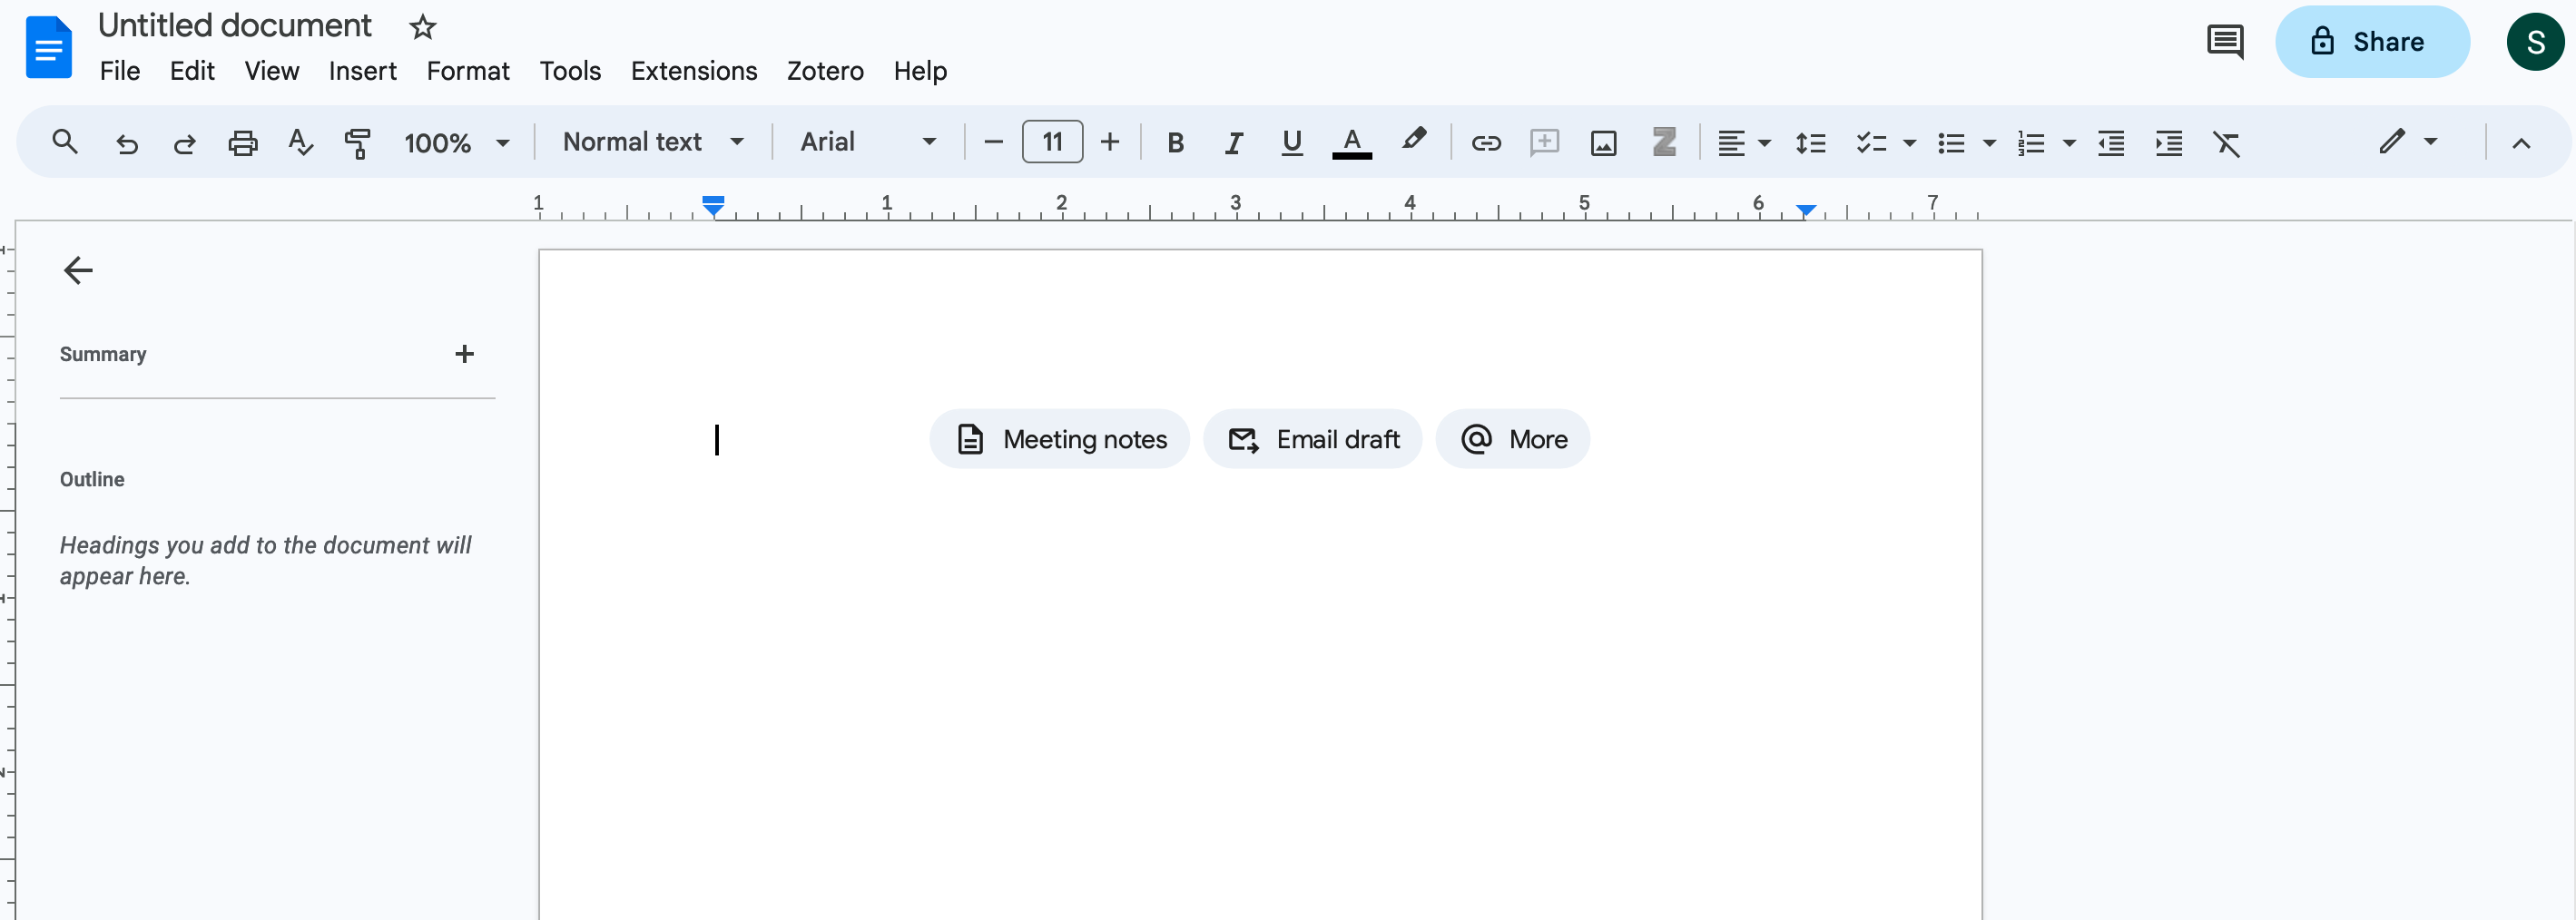 Untitled document
File Edit View Insert Format Tools Extensions Zotero Help
Share
S
100% Normal text Arial 11 B I U A Z
1 1 2 3 4 5 6 7
Summary
Outline
Headings you add to the document will
appear here.
Meeting notes Email draft More